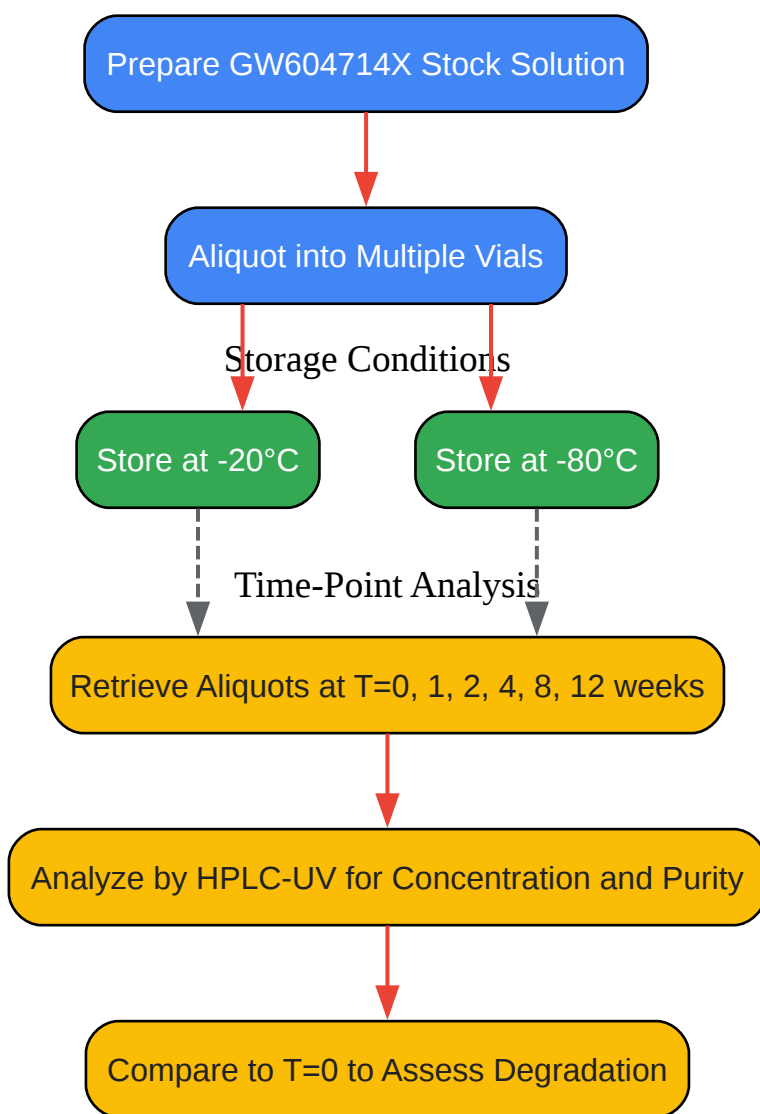 Prepare GW604714X Stock Solution
Aliquot into Multiple Vials
Storage Conditions
Store at -20°C
Store at -80°C
Time-Point Analysis
Retrieve Aliquots at T=0, 1, 2, 4, 8, 12 weeks
Analyze by HPLC-UV for Concentration and Purity
Compare to T=0 to Assess Degradation